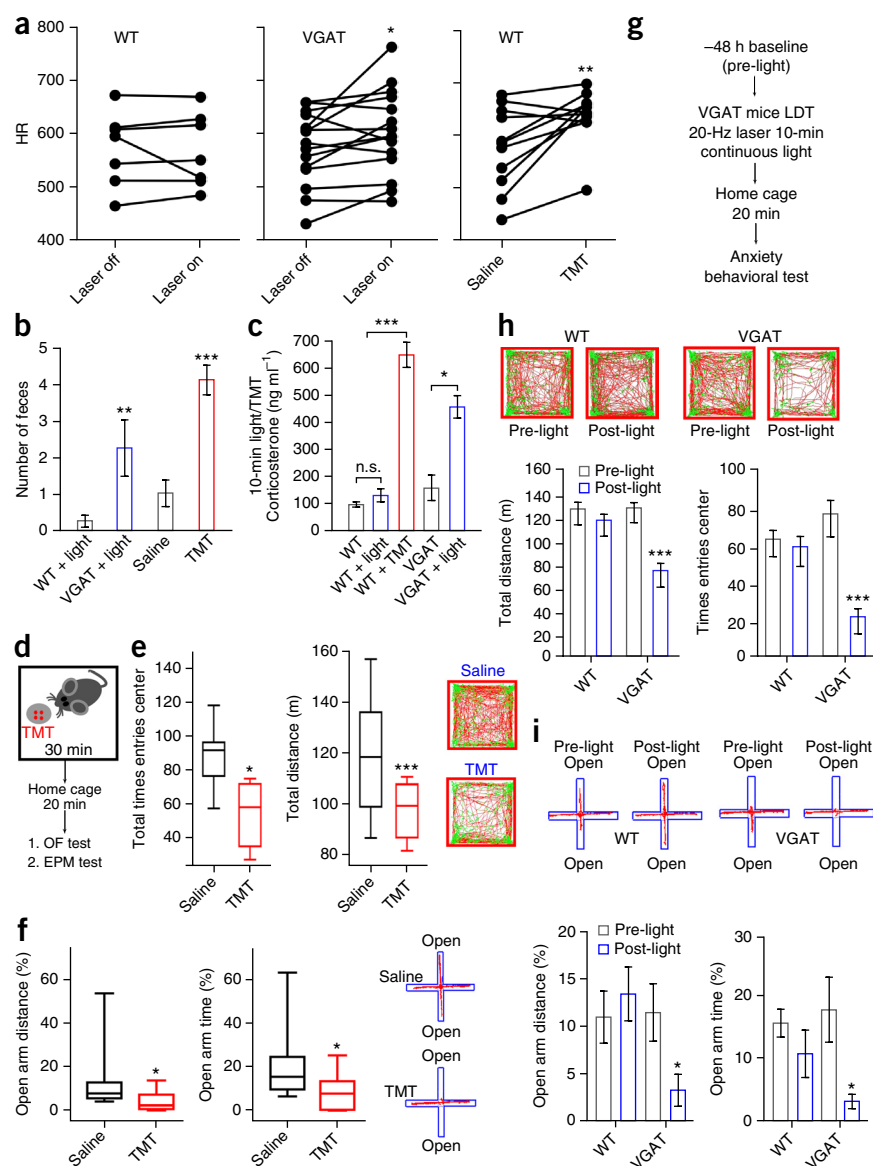 a
WT
VGAT
WT
*
**
HR
800
700
600
500
400
Laser off
Laser on
Laser off
Laser on
Saline
TMT
g
–48 h baseline
(pre-light)
VGAT mice LDT
20-Hz laser 10-min
continuous light
Home cage
20 min
Anxiety
behavioral test
b
Number of feces
5
4
3
2
1
0
**
***
WT + light
VGAT + light
Saline
TMT
c
10-min light/TMT
Corticosterone (ng ml–1)
700
600
500
400
300
200
100
0
n.s.
***
*
WT
WT + light
WT + TMT
VGAT
VGAT + light
h
WT
VGAT
Pre-light
Post-light
Pre-light
Post-light
Total distance (m)
160
140
120
100
80
60
40
20
0
Pre-light
Post-light
***
WT
VGAT
Times entries center
100
80
60
40
20
0
***
WT
VGAT
d
TMT
30 min
Home cage
20 min
1. OF test
2. EPM test
e
Total times entries center
140
120
100
80
60
40
*
Saline
TMT
Total distance (m)
160
140
120
100
80
***
Saline
TMT
Saline
TMT
i
Pre-light
Open
Post-light
Open
Pre-light
Open
Post-light
Open
WT
VGAT
Open
Open
Open
Open
f
Open arm distance (%)
60
40
20
0
*
Saline
TMT
Open arm time (%)
60
40
20
0
*
Saline
TMT
Open
Saline
Open
Open
TMT
Open
Open arm distance (%)
20
15
10
5
0
Pre-light
Post-light
*
WT
VGAT
Open arm time (%)
30
20
10
0
*
WT
VGAT